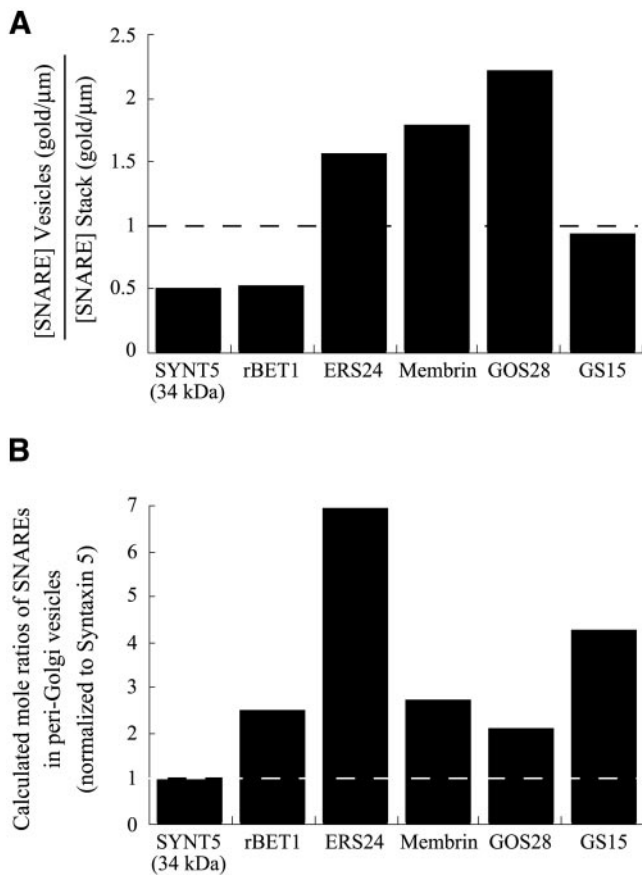 A
[SNARE] Vesicles (gold/μm)
[SNARE] Stack (gold/μm)
2.5
2
1.5
1
0.5
0
SYNT5 rBET1 ERS24 Membrin GOS28 GS15
(34 kDa)
B
Calculated mole ratios of SNAREs
in peri-Golgi vesicles
(normalized to Syntaxin 5)
7
6
5
4
3
2
1
0
SYNT5 rBET1 ERS24 Membrin GOS28 GS15
(34 kDa)